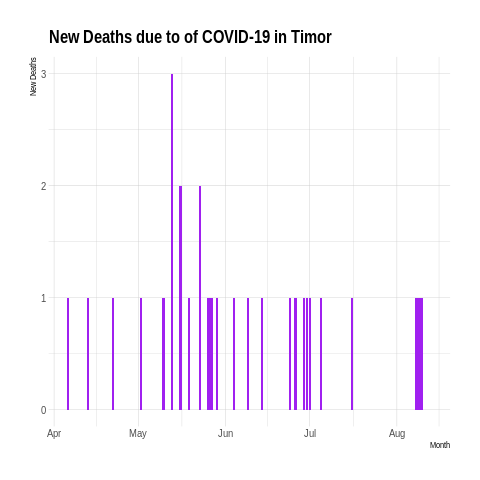 New Deaths due to of COVID-19 in Timor
New Deaths
3
2
1
0
Apr May Jun Jul Aug
Month